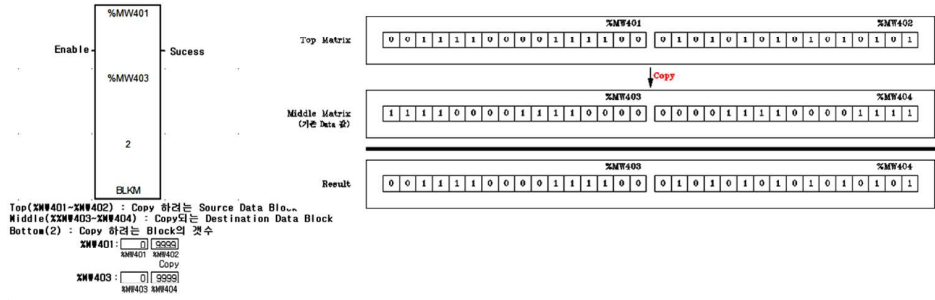 %MW401
Enable
Sucess
%MW403
2
BLKM
Top(%MW401~%MW402) : Copy 하려는 Source Data Block
Middle(%%MW403~%MW404) : Copy되는 Destination Data Block
Bottom(2) : Copy 하려는 Block의 갯수
%MW401: 0 9999
%MW401 %MW402
Copy
%MW403 : 0 9999
%MW403 %MW404
%MW401 %MW402
Top Matrix 0 0 1 1 1 1 0 0 0 0 1 1 1 1 0 0 0 1 0 1 0 1 0 1 0 1 0 1 0 1 0 1
Copy
%MW403 %MW404
Middle Matrix 1 1 1 1 0 0 0 0 1 1 1 1 0 0 0 0 0 0 0 0 1 1 1 1 0 0 0 0 1 1 1 1
(기존 Data 값)
%MW403 %MW404
Result 0 0 1 1 1 1 0 0 0 0 1 1 1 1 0 0 0 1 0 1 0 1 0 1 0 1 0 1 0 1 0 1